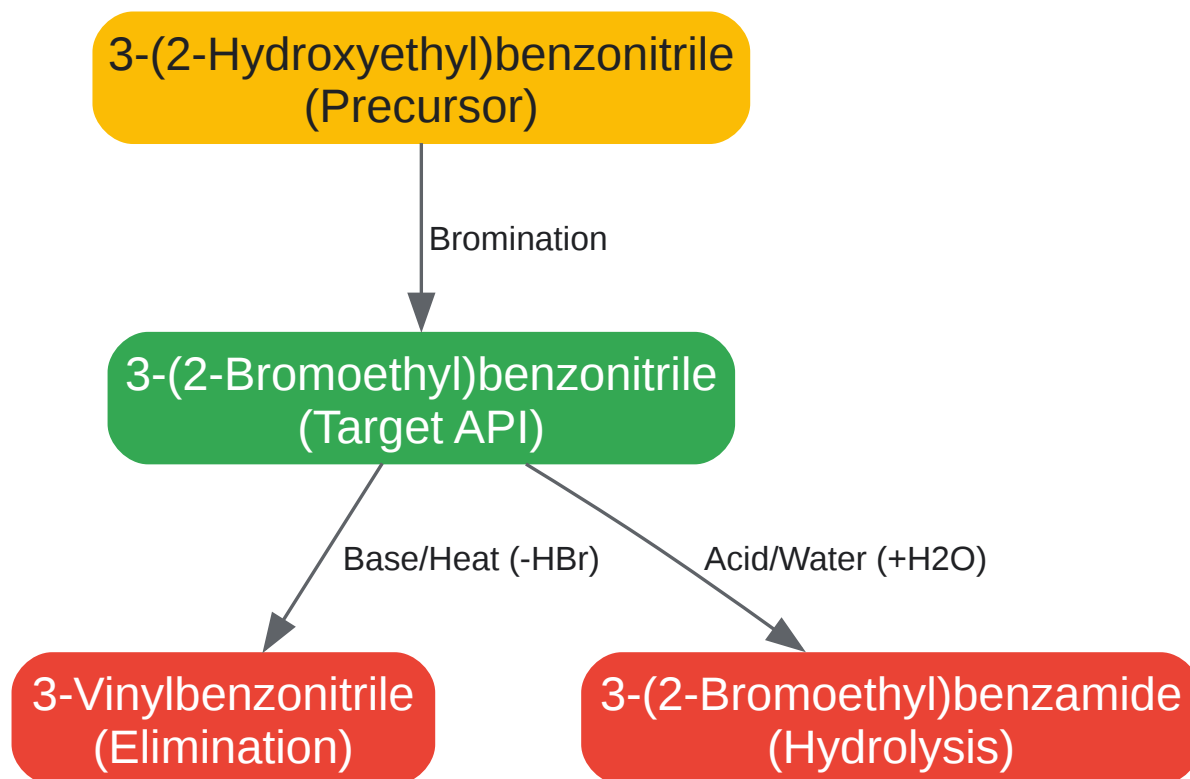 3-(2-Hydroxyethyl)benzonitrile
(Precursor)
Bromination
3-(2-Bromoethyl)benzonitrile
(Target API)
Base/Heat (-HBr)
Acid/Water (+H2O)
3-Vinylbenzonitrile
(Elimination)
3-(2-Bromoethyl)benzamide
(Hydrolysis)